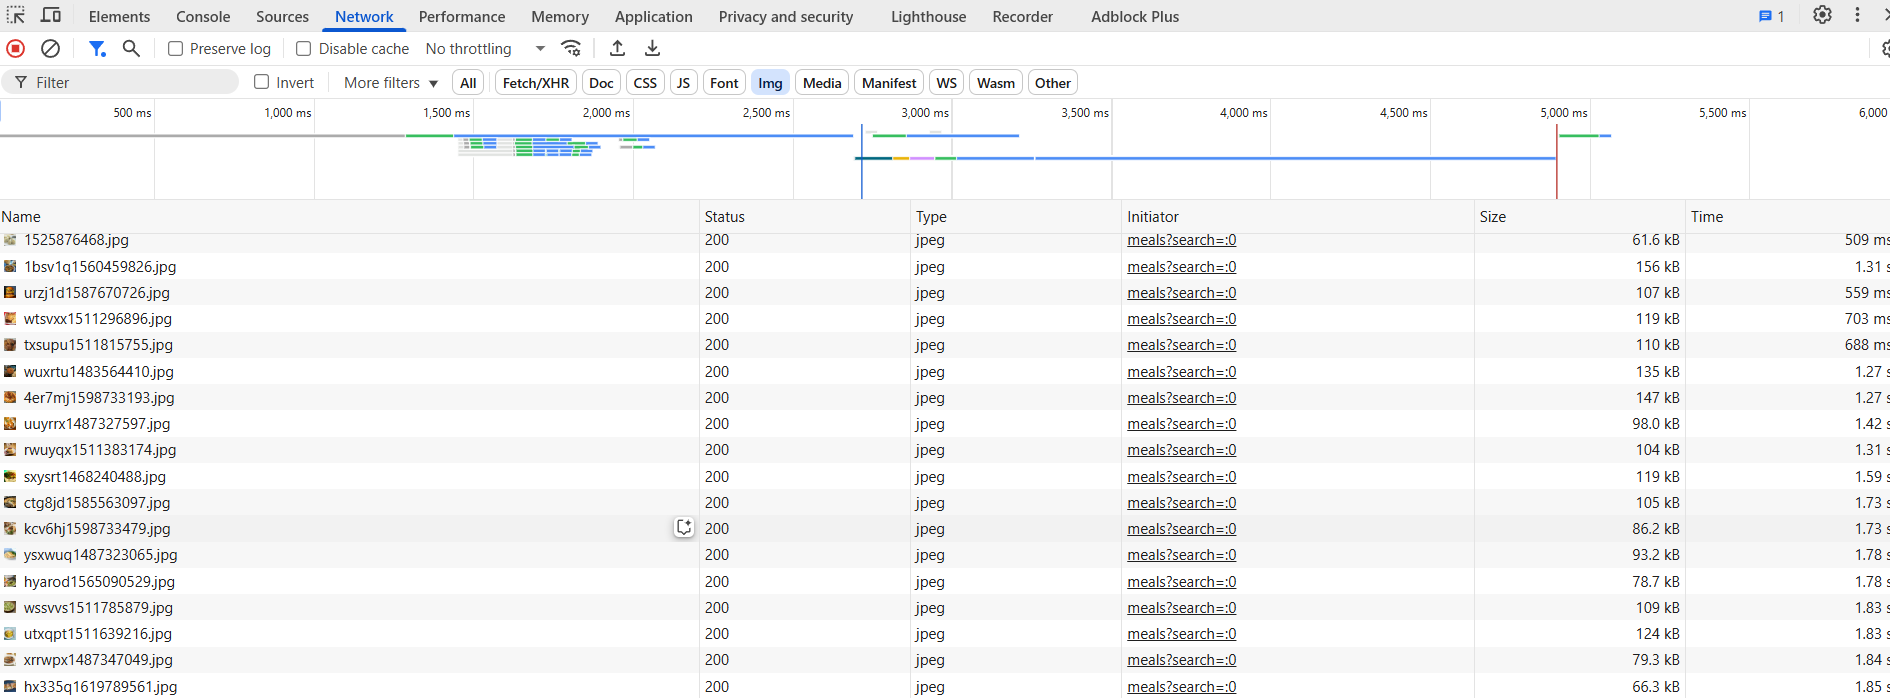 Elements Console Sources Network Performance Memory Application Privacy and security Lighthouse Recorder Adblock Plus 1
Preserve log Disable cache No throttling
Filter Invert More filters All Fetch/XHR Doc CSS JS Font Img Media Manifest WS Wasm Other
500 ms 1,000 ms 1,500 ms 2,000 ms 2,500 ms 3,000 ms 3,500 ms 4,000 ms 4,500 ms 5,000 ms 5,500 ms 6,000
Name Status Type Initiator Size Time
1525876468.jpg 200 jpeg meals?search=:0 61.6 kB 509 ms
1bsv1q1560459826.jpg 200 jpeg meals?search=:0 156 kB 1.31 s
urzj1d1587670726.jpg 200 jpeg meals?search=:0 107 kB 559 ms
wtsvxx1511296896.jpg 200 jpeg meals?search=:0 119 kB 703 ms
txsupu1511815755.jpg 200 jpeg meals?search=:0 110 kB 688 ms
wuxrtu1483564410.jpg 200 jpeg meals?search=:0 135 kB 1.27 s
4er7mj1598733193.jpg 200 jpeg meals?search=:0 147 kB 1.27 s
uuyrrx1487327597.jpg 200 jpeg meals?search=:0 98.0 kB 1.42 s
rwuyqx1511383174.jpg 200 jpeg meals?search=:0 104 kB 1.31 s
sxysrt1468240488.jpg 200 jpeg meals?search=:0 119 kB 1.59 s
ctg8jd1585563097.jpg 200 jpeg meals?search=:0 105 kB 1.73 s
kcv6hj1598733479.jpg 200 jpeg meals?search=:0 86.2 kB 1.73 s
ysxwuq1487323065.jpg 200 jpeg meals?search=:0 93.2 kB 1.78 s
hyarod1565090529.jpg 200 jpeg meals?search=:0 78.7 kB 1.78 s
wssvvs1511785879.jpg 200 jpeg meals?search=:0 109 kB 1.83 s
utxqpt1511639216.jpg 200 jpeg meals?search=:0 124 kB 1.83 s
xrrwpx1487347049.jpg 200 jpeg meals?search=:0 79.3 kB 1.84 s
hx335q1619789561.jpg 200 jpeg meals?search=:0 66.3 kB 1.85 s